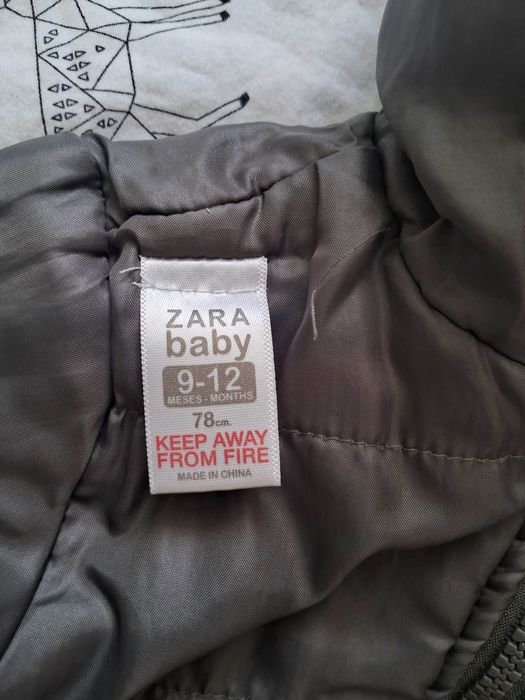 ZARA
baby
9-12
MESES - MONTHS
78cm.
KEEP AWAY
FROM FIRE
MADE IN CHINA